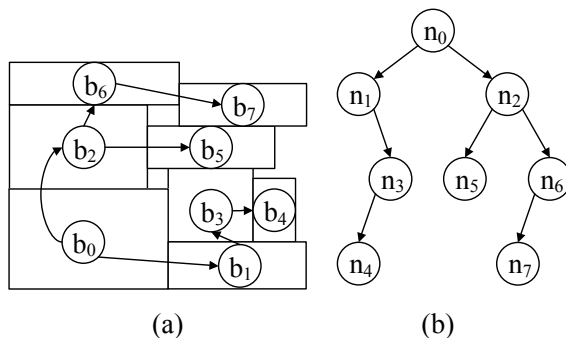 b₆
b₇
b₂
b₅
b₃
b₄
b₀
b₁
(a)
n₀
n₁
n₂
n₃
n₅
n₆
n₄
n₇
(b)